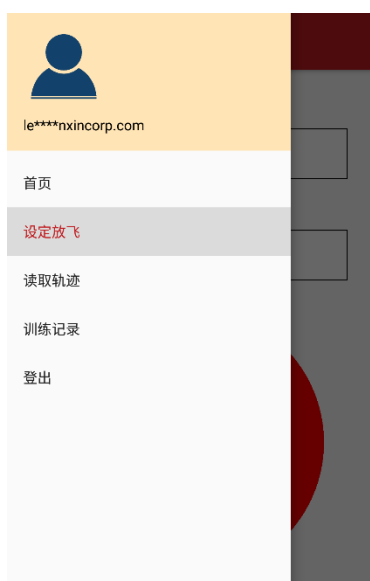 le****nxincorp.com
首页
设定放飞
读取轨迹
训练记录
登出